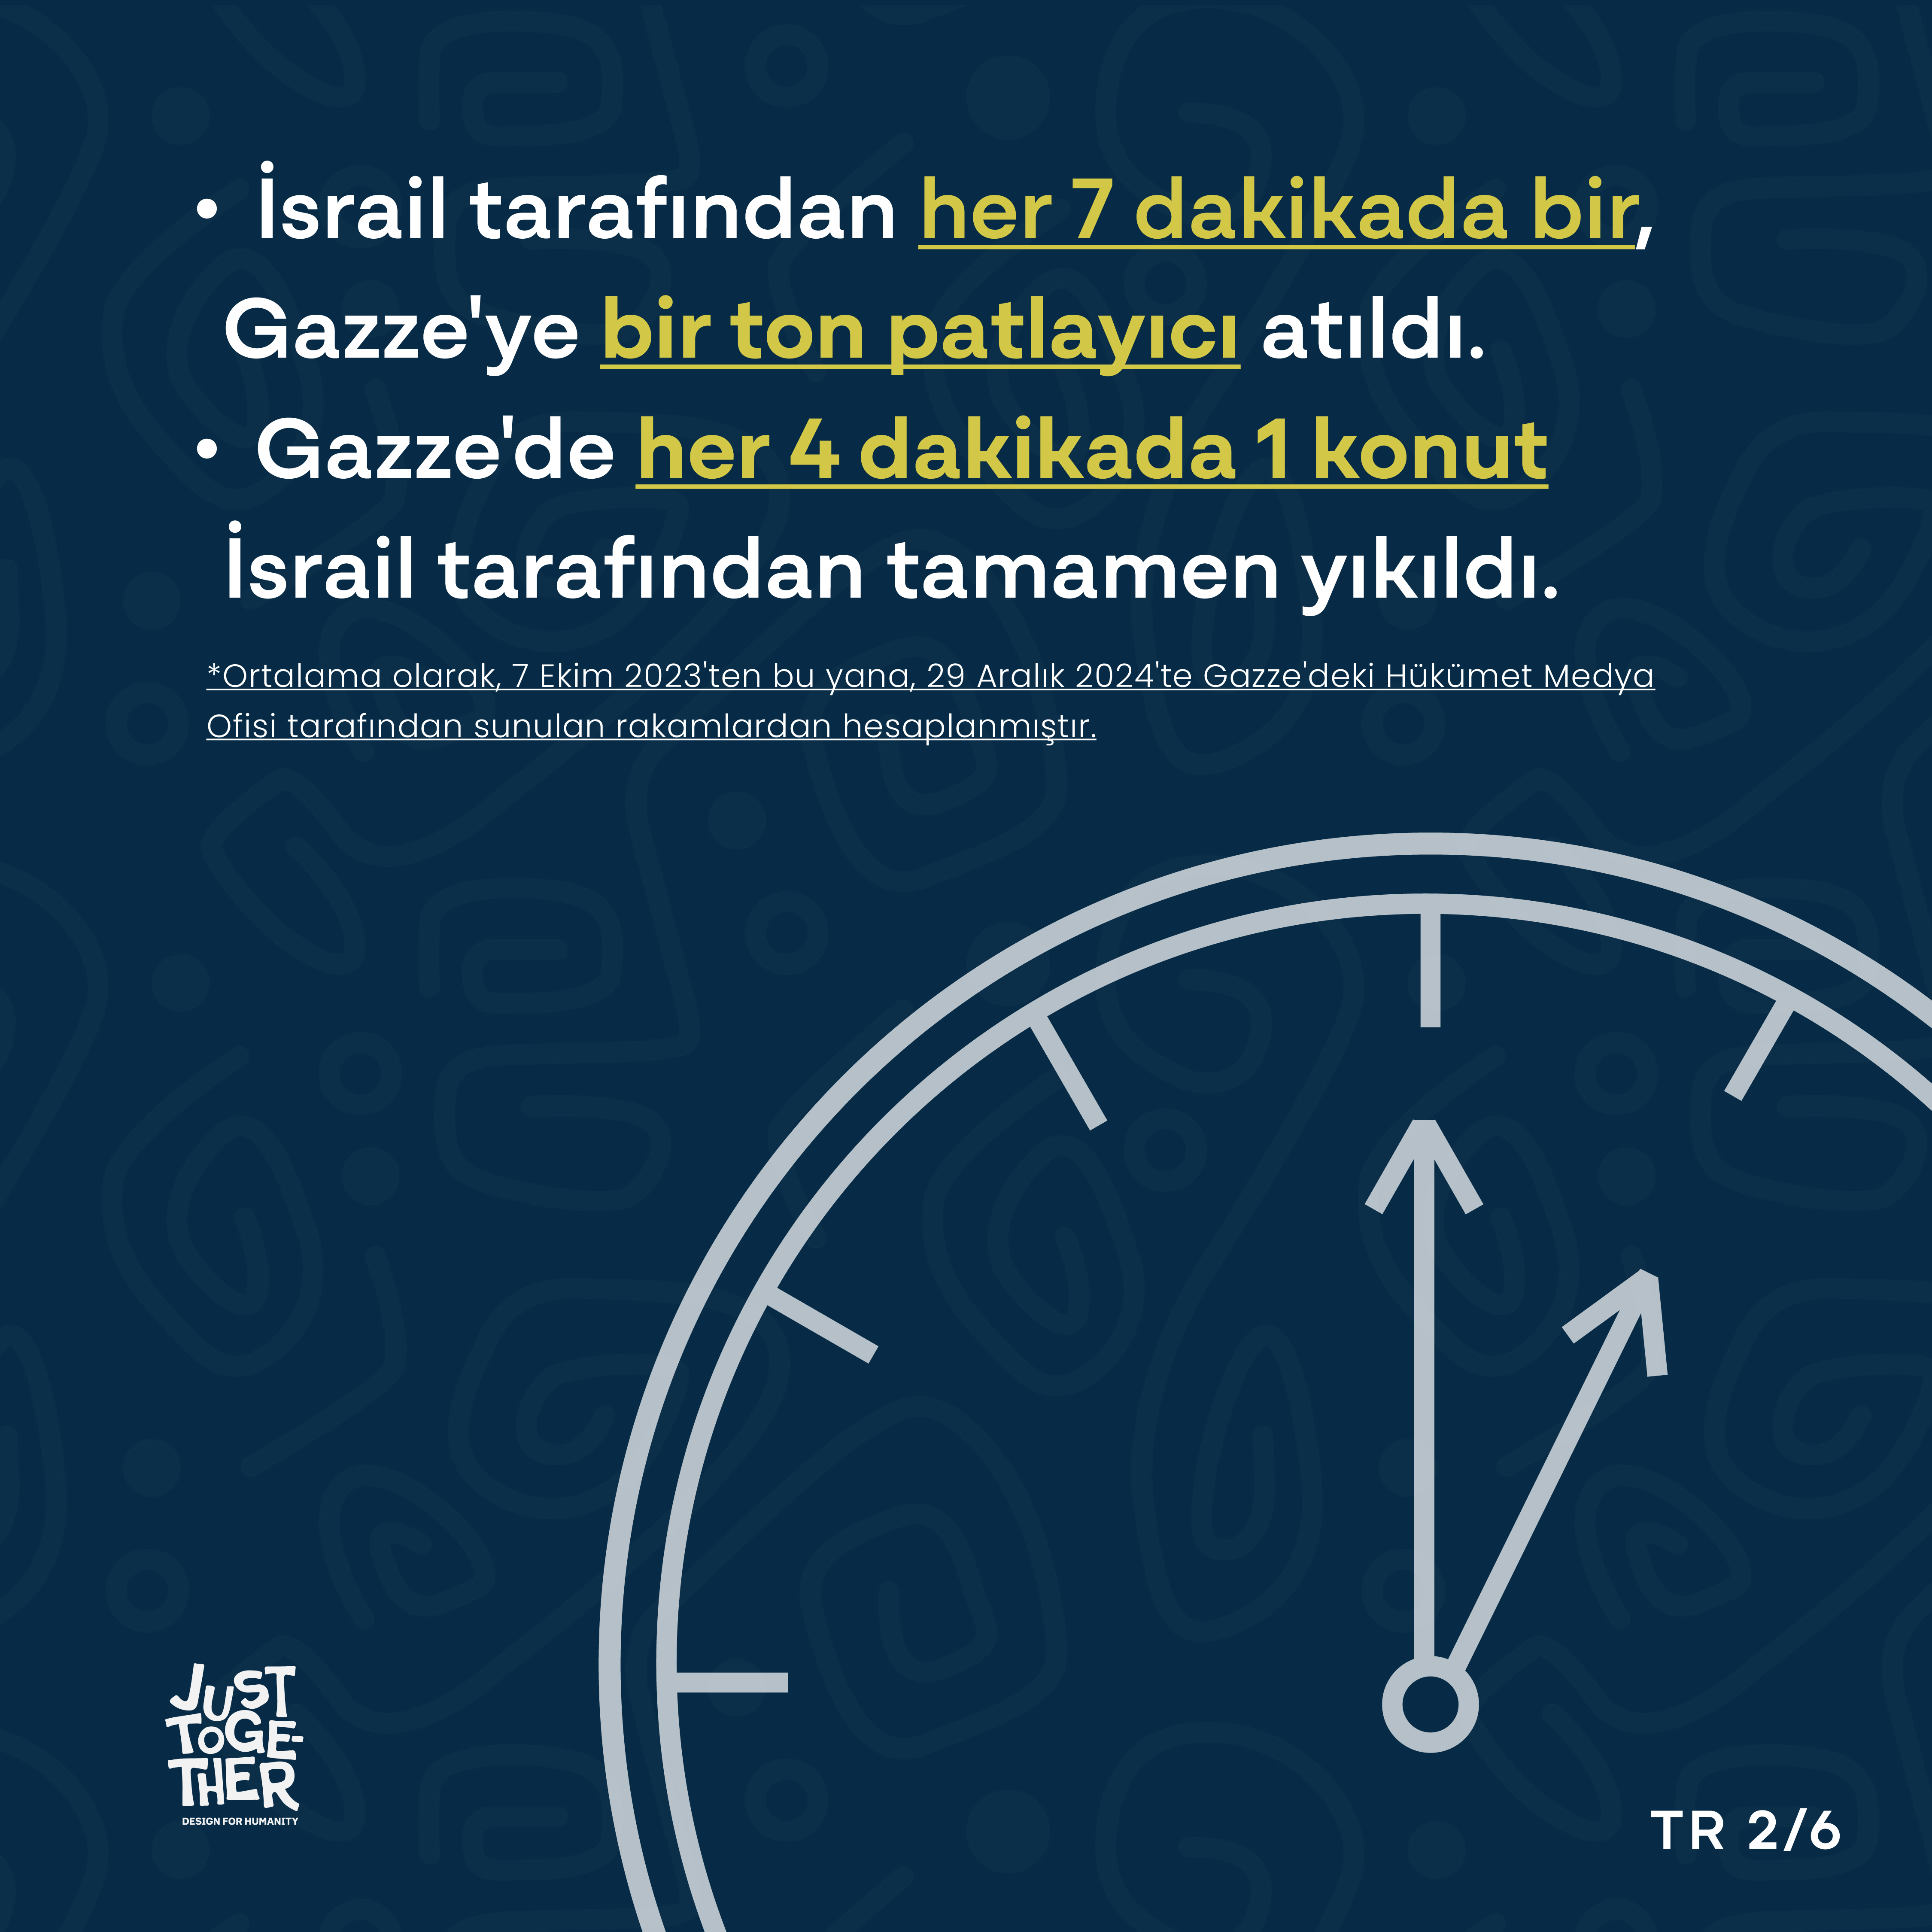 • İsrail tarafından her 7 dakikada bir,
Gazze'ye bir ton patlayıcı atıldı.
• Gazze'de her 4 dakikada 1 konut
İsrail tarafından tamamen yıkıldı.
*Ortalama olarak, 7 Ekim 2023'ten bu yana, 29 Aralık 2024'te Gazze'deki Hükümet Medya
Ofisi tarafından sunulan rakamlardan hesaplanmıştır.
JUST
TOGE-
THER
DESIGN FOR HUMANITY
TR 2/6